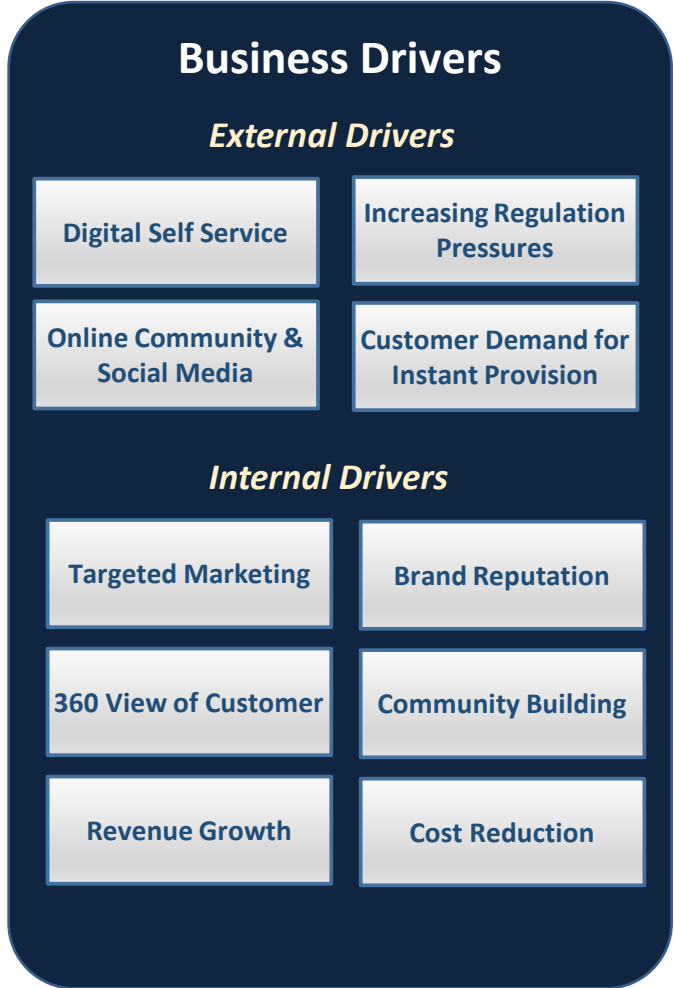 Business Drivers
External Drivers
Digital Self Service
Increasing Regulation
Pressures
Online Community &
Social Media
Customer Demand for
Instant Provision
Internal Drivers
Targeted Marketing
Brand Reputation
360 View of Customer
Community Building
Revenue Growth
Cost Reduction